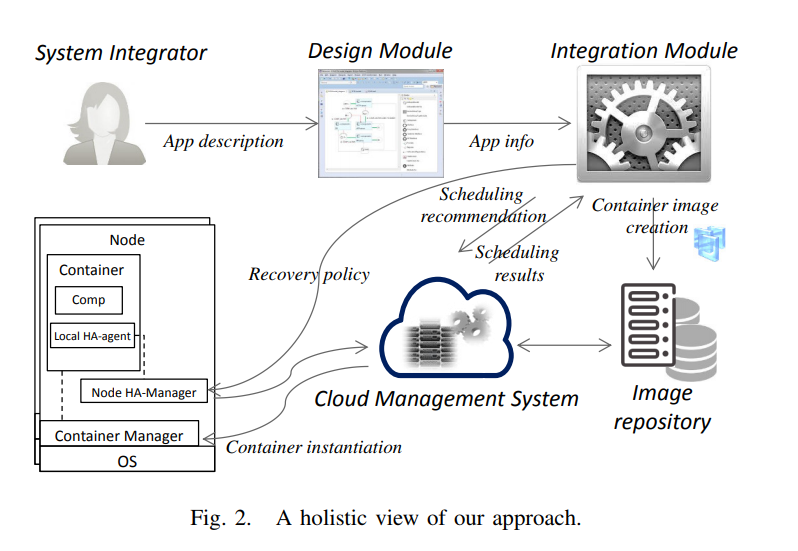 System Integrator
Design Module
Integration Module
App description
App info
Scheduling
recommendation
Container image
creation
Scheduling
results
Recovery policy
Node
Container
Comp
Local HA-agent
Node HA-Manager
Container Manager
OS
Cloud Management System
Image
repository
Container instantiation
Fig. 2. A holistic view of our approach.